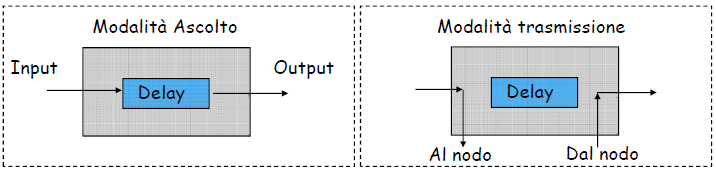 Modalità Ascolto
Input
Delay
Output
Modalità trasmissione
Delay
Al nodo
Dal nodo